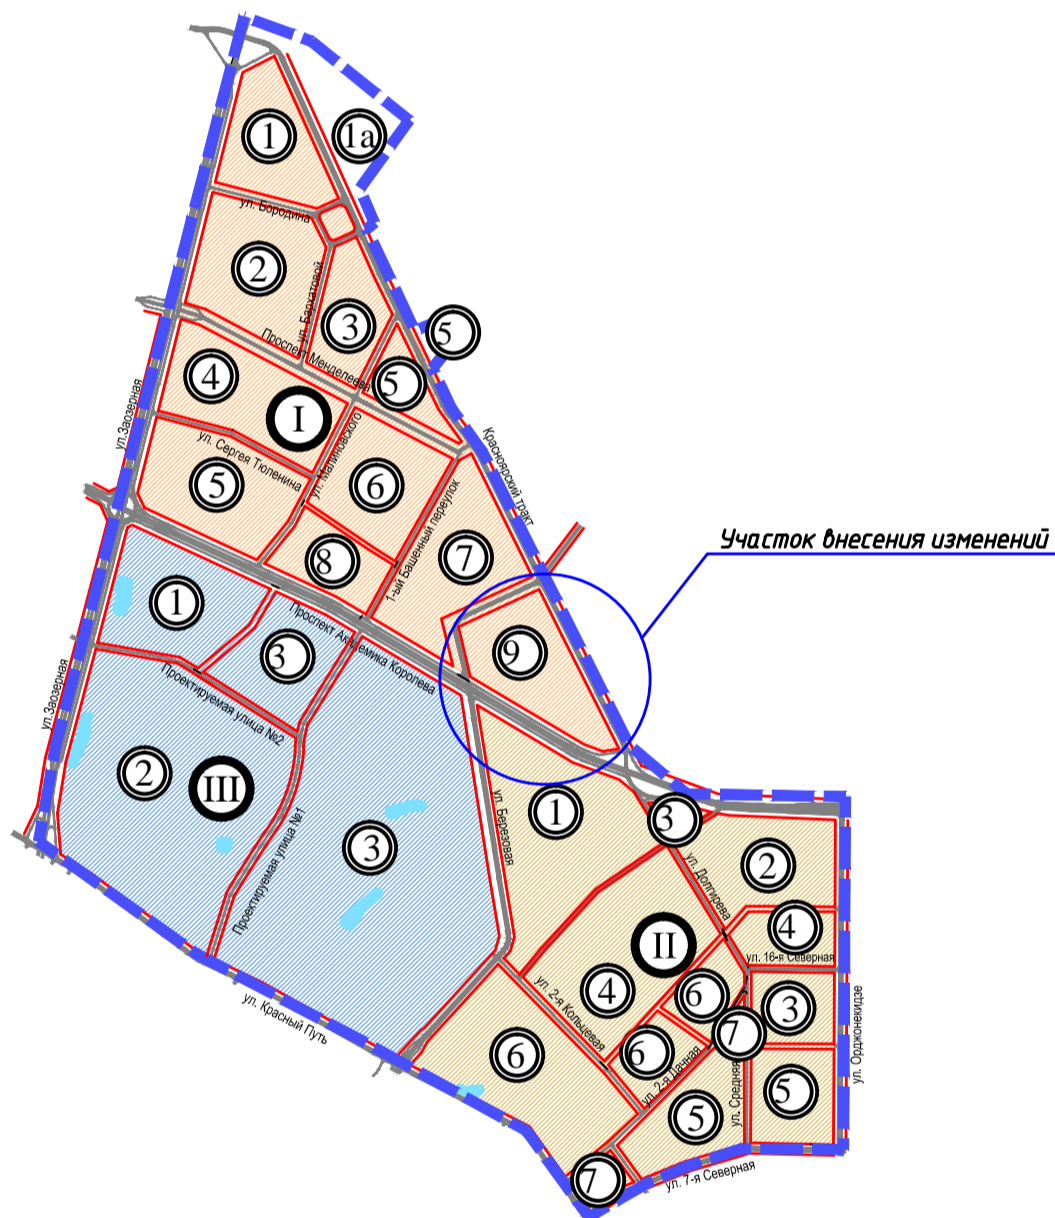 1
1а
ул. Бородина
2
ул. Бархатовой
3
5
Проспект Менделеева
4
5
I
ул.Заозерная
ул. Малиновского
Красноярский тракт
ул. Сергея Тюленина
5
6
1-ый Башенный переулок
7
8
Участок внесения изменений
1
Проспект Академика Королева
3
9
ул.Заозерная
Проектируемая улица №2
2
III
ул. Березовая
1
3
3
Проектируемая улица №1
ул. Долгирева
2
4
II
ул. 16-я Северная
4
6
3
ул. 2-я Кольцевая
ул. Красный Путь
7
ул. Орджонекидзе
6
6
ул. 2-я Дачная
ул. Средняя
5
5
7
ул. 7-я Северная